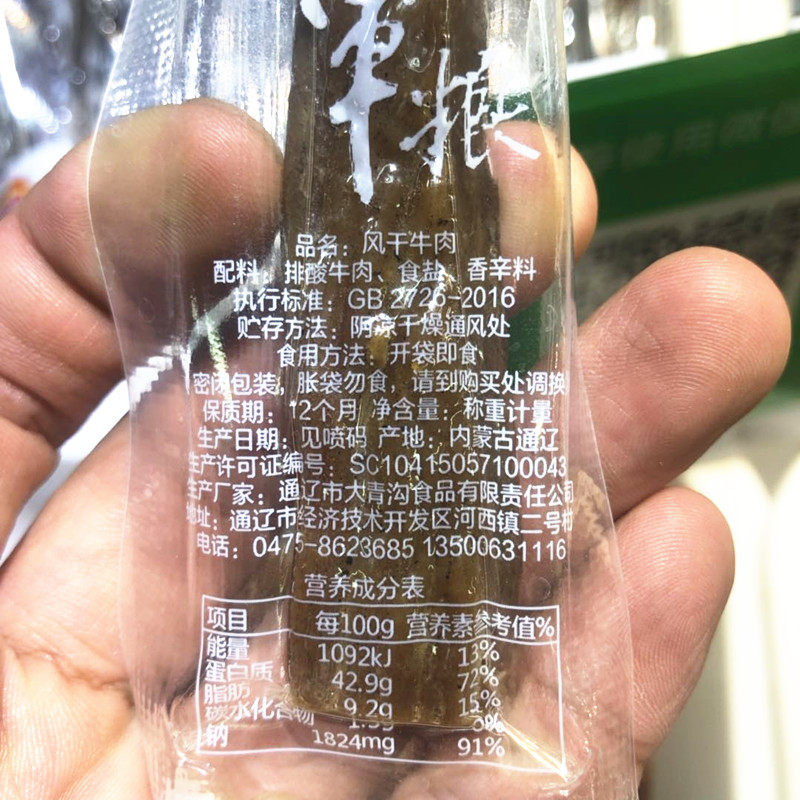 军粮
品名：风干牛肉
配料：排酸牛肉、食盐、香辛料
执行标准：GB 2726-2016
贮存方法：阴凉干燥通风处
食用方法：开袋即食
（密闭包装，胀袋勿食，请到购买处调换
保质期：12个月 净含量：称重计量
生产日期：见喷码 产地：内蒙古通辽
生产许可证编号：SC10415057100043
生产厂家：通辽市大青沟食品有限责任公司
地址：通辽市经济技术开发区河西镇二号村
电话：0475-8623685 13500631116
营养成分表
项目 每100g 营养素参考值%
能量 1092kJ 13%
蛋白质 42.9g 72%
脂肪 9.2g 15%
碳水化合物
钠 1824mg 91%